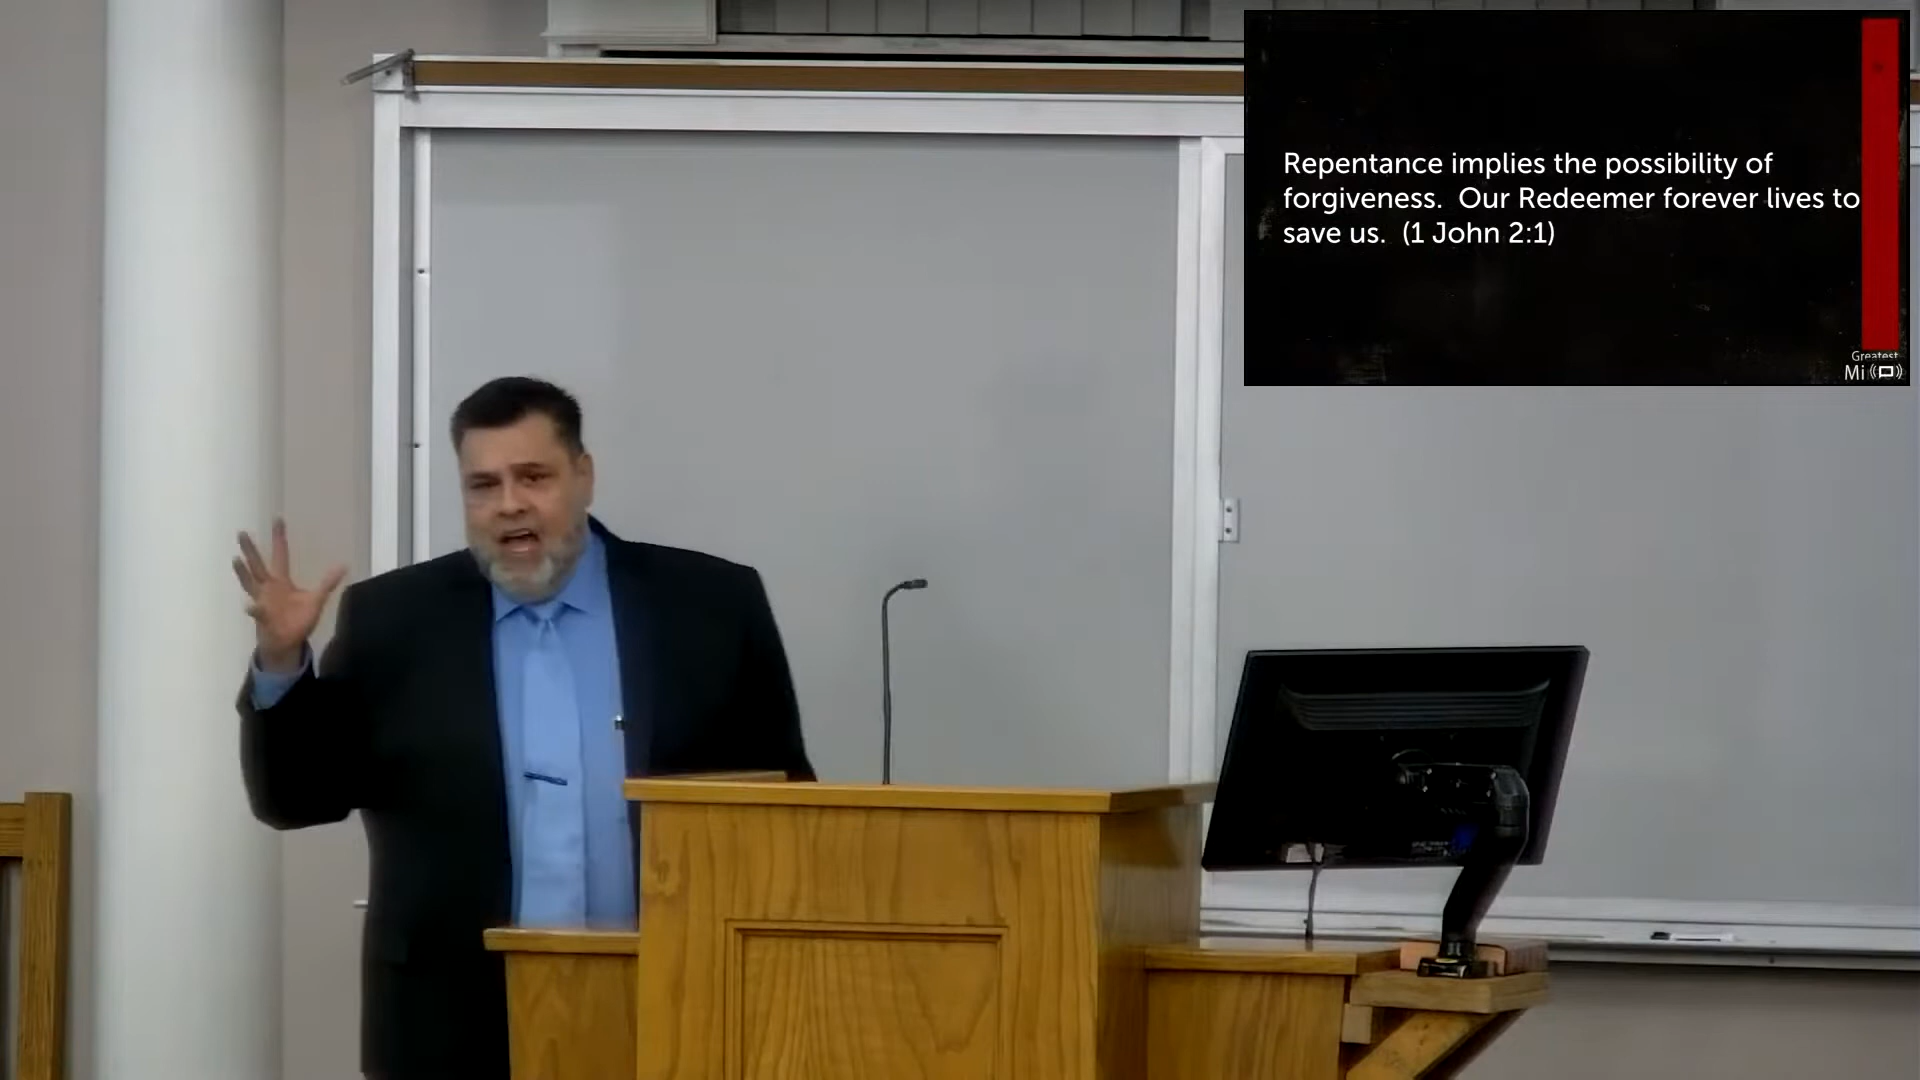 Repentance implies the possibility of
forgiveness.  Our Redeemer forever lives to
save us.  (1 John 2:1)
Greatest
Mi